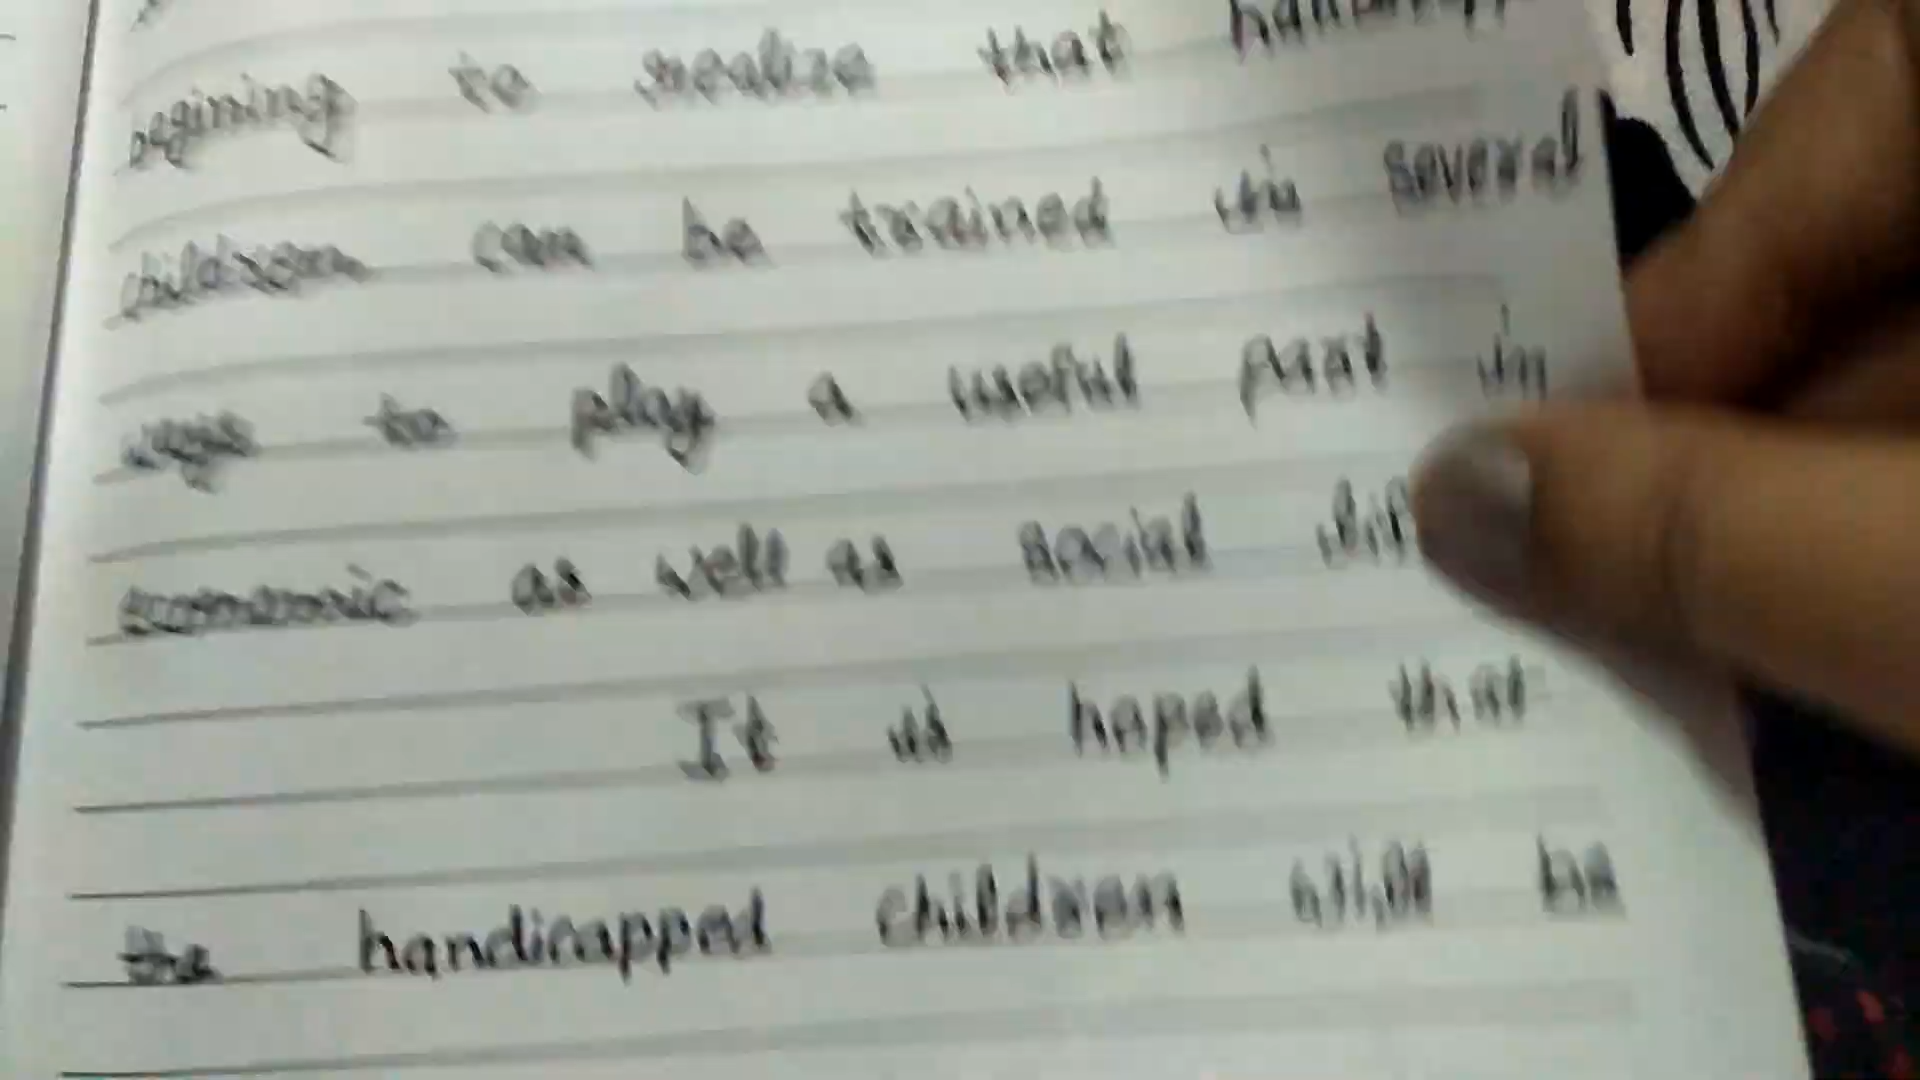 begining to realize that
children can be trained in several
ways to play a useful part in
economic as well as social
It is hoped that
the handicapped children will be